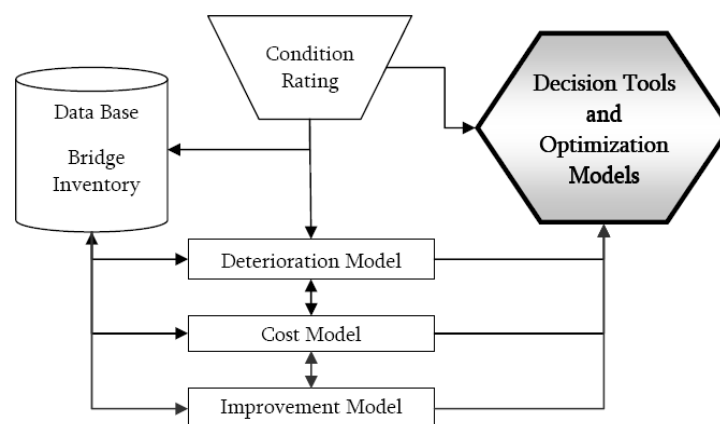 Condition
Rating
Data Base
Bridge
Inventory
Decision Tools
and
Optimization
Models
Deterioration Model
Cost Model
Improvement Model